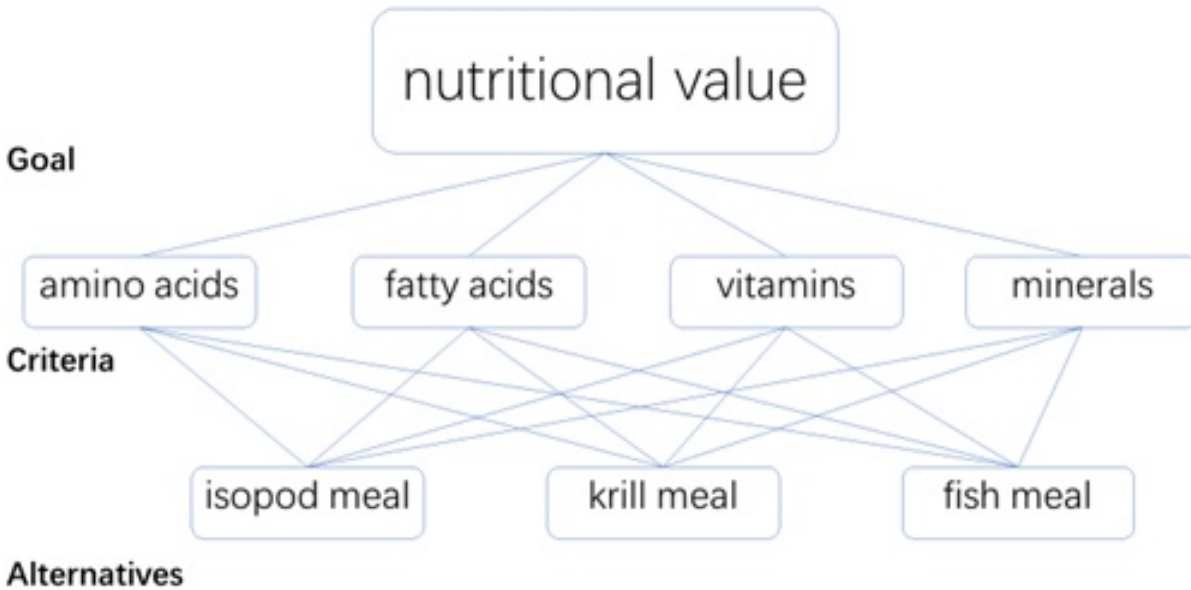 nutritional value
Goal
amino acids
fatty acids
vitamins
minerals
Criteria
isopod meal
krill meal
fish meal
Alternatives